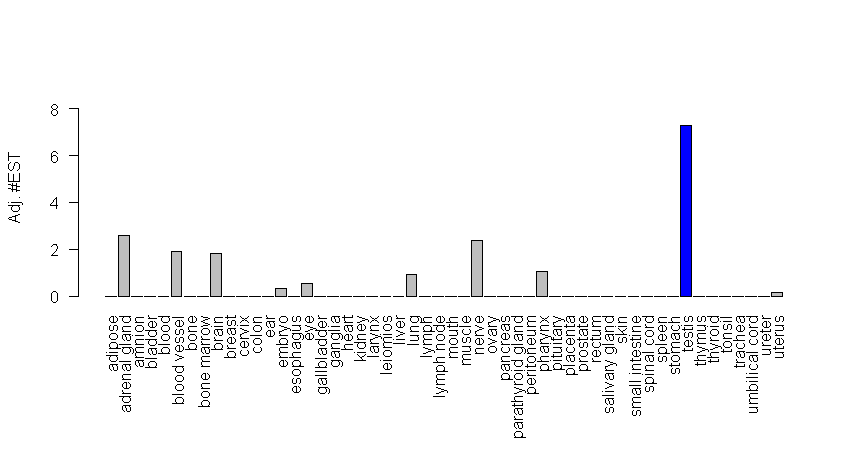 Adj. #EST
8
6
4
2
0
adipose
adrenal gland
amnion
bladder
blood
blood vessel
bone
bone marrow
brain
breast
cervix
colon
ear
embryo
esophagus
eye
gallbladder
ganglia
heart
kidney
larynx
leiomios
liver
lung
lymph
lymph node
mouth
muscle
nerve
ovary
pancreas
parathyroid gland
peritoneum
pharynx
pituitary
placenta
prostate
rectum
salivary gland
skin
small intestine
spinal cord
spleen
stomach
testis
thymus
thyroid
tonsil
trachea
umbilical cord
ureter
uterus